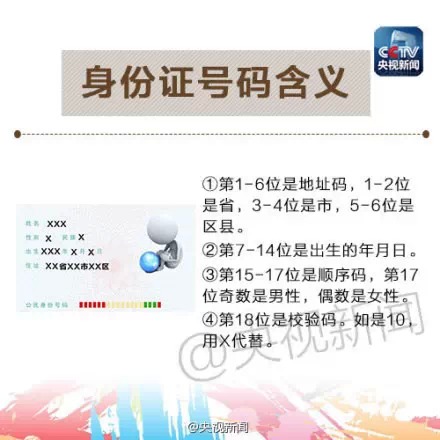 CCTV
央视新闻
身份证号码含义
①第1-6位是地址码，1-2位
是省，3-4位是市，5-6位是
区县。
②第7-14位是出生的年月日。
③第15-17位是顺序码，第17
位奇数是男性，偶数是女性。
④第18位是校验码。如是10，
用X代替。
姓名 XXX
性别 X 民族 X
出生 XXX年 X 月 X
住址 XX省XX市XX区
公民身份号码
@央视新闻
@央视新闻